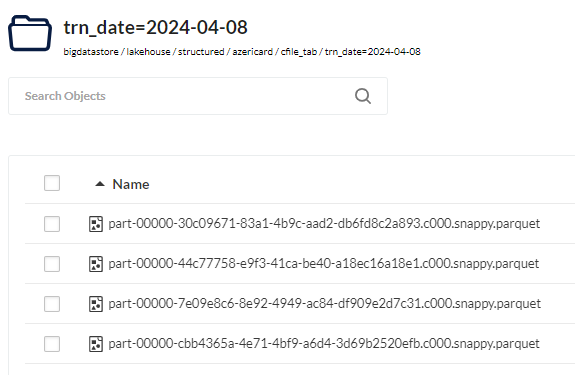 trn_date=2024-04-08
bigdatastore / lakehouse / structured / azericard / cfile_tab / trn_date=2024-04-08
Search Objects
Name
part-00000-30c09671-83a1-4b9c-aad2-db6fd8c2a893.c000.snappy.parquet
part-00000-44c77758-e9f3-41ca-be40-a18ec16a18e1.c000.snappy.parquet
part-00000-7e09e8c6-8e92-4949-ac84-df909e2d7c31.c000.snappy.parquet
part-00000-cbb4365a-4e71-4bf9-a6d4-3d69b2520efb.c000.snappy.parquet